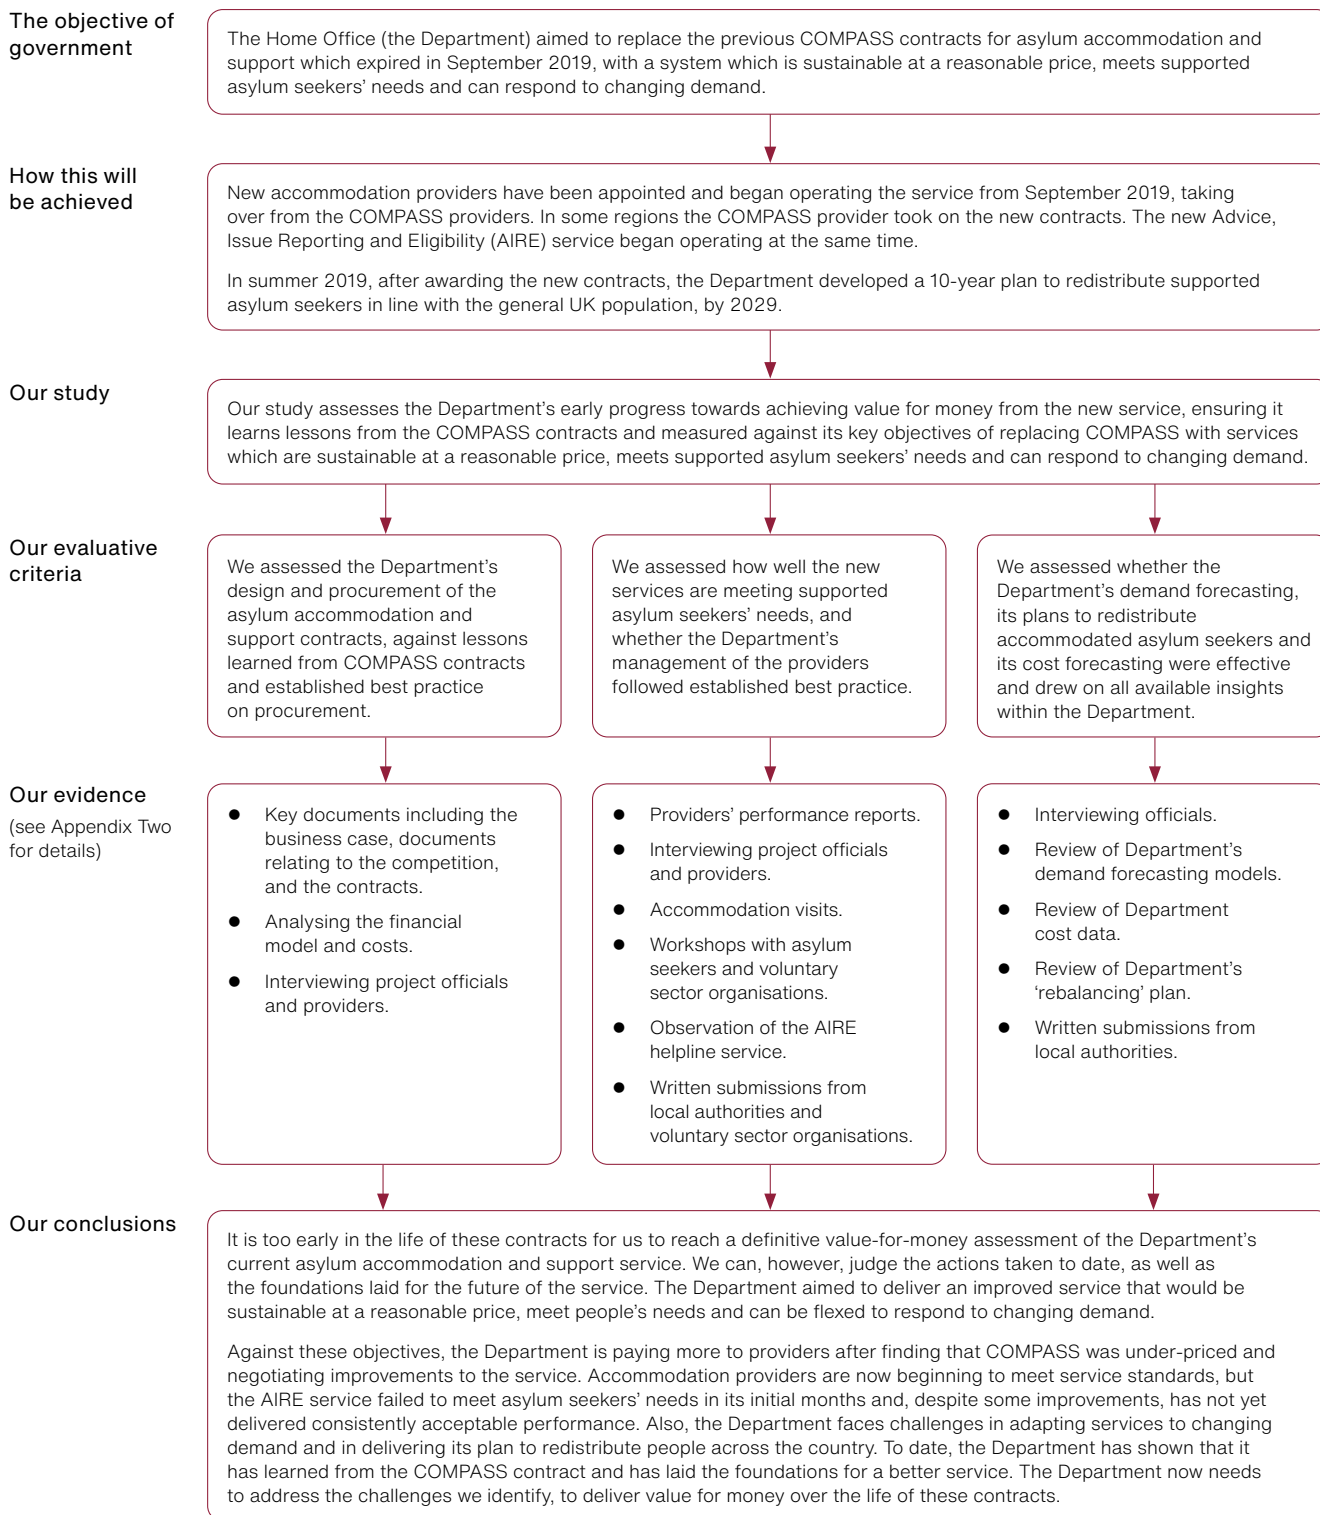 The objective of
government
The Home Office (the Department) aimed to replace the previous COMPASS contracts for asylum accommodation and
support which expired in September 2019, with a system which is sustainable at a reasonable price, meets supported
asylum seekers' needs and can respond to changing demand.
How this will
be achieved
New accommodation providers have been appointed and began operating the service from September 2019, taking
over from the COMPASS providers. In some regions the COMPASS provider took on the new contracts. The new Advice,
Issue Reporting and Eligibility (AIRE) service began operating at the same time.
In summer 2019, after awarding the new contracts, the Department developed a 10-year plan to redistribute supported
asylum seekers in line with the general UK population, by 2029.
Our study
Our study assesses the Department's early progress towards achieving value for money from the new service, ensuring it
learns lessons from the COMPASS contracts and measured against its key objectives of replacing COMPASS with services
which are sustainable at a reasonable price, meets supported asylum seekers' needs and can respond to changing demand.
Our evaluative
criteria
We assessed the Department's
design and procurement of the
asylum accommodation and
support contracts, against lessons
learned from COMPASS contracts
and established best practice
on procurement.
We assessed how well the new
services are meeting supported
asylum seekers' needs, and
whether the Department's
management of the providers
followed established best practice.
We assessed whether the
Department's demand forecasting,
its plans to redistribute
accommodated asylum seekers and
its cost forecasting were effective
and drew on all available insights
within the Department.
Our evidence
(see Appendix Two
for details)
● Key documents including the
business case, documents
relating to the competition,
and the contracts.
● Analysing the financial
model and costs.
● Interviewing project officials
and providers.
● Providers' performance reports.
● Interviewing project officials
and providers.
● Accommodation visits.
● Workshops with asylum
seekers and voluntary
sector organisations.
● Observation of the AIRE
helpline service.
● Written submissions from
local authorities and
voluntary sector organisations.
● Interviewing officials.
● Review of Department's
demand forecasting models.
● Review of Department
cost data.
● Review of Department's
'rebalancing' plan.
● Written submissions from
local authorities.
Our conclusions
It is too early in the life of these contracts for us to reach a definitive value-for-money assessment of the Department's
current asylum accommodation and support service. We can, however, judge the actions taken to date, as well as
the foundations laid for the future of the service. The Department aimed to deliver an improved service that would be
sustainable at a reasonable price, meet people's needs and can be flexed to respond to changing demand.
Against these objectives, the Department is paying more to providers after finding that COMPASS was under-priced and
negotiating improvements to the service. Accommodation providers are now beginning to meet service standards, but
the AIRE service failed to meet asylum seekers' needs in its initial months and, despite some improvements, has not yet
delivered consistently acceptable performance. Also, the Department faces challenges in adapting services to changing
demand and in delivering its plan to redistribute people across the country. To date, the Department has shown that it
has learned from the COMPASS contract and has laid the foundations for a better service. The Department now needs
to address the challenges we identify, to deliver value for money over the life of these contracts.